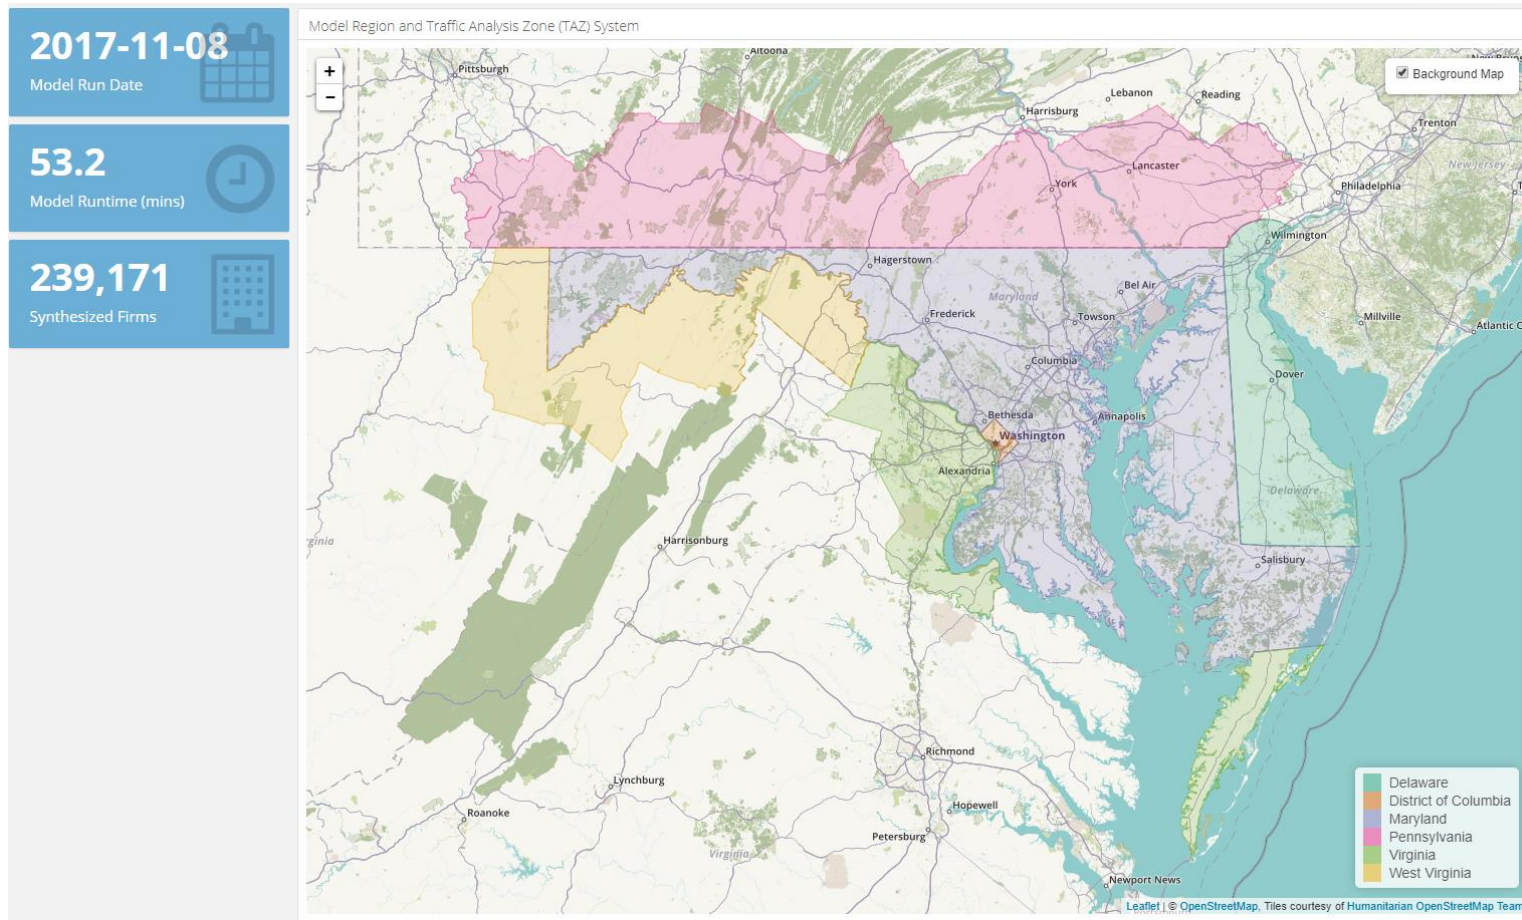 2017-11-08
Model Run Date
53.2
Model Runtime (mins)
239,171
Synthesized Firms
Model Region and Traffic Analysis Zone (TAZ) System
+
−
Background Map
Altoona
Pittsburgh
Lebanon
Reading
Harrisburg
Trenton
Lancaster
New Jersey
York
Philadelphia
Wilmington
Hagerstown
Bel Air
Maryland
Frederick
Towson
Millville
Atlantic C
Columbia
Dover
Bethesda
Annapolis
Washington
Alexandria
Delaware
ginia
Harrisonburg
Salisbury
Richmond
Lynchburg
Roanoke
Hopewell
Petersburg
Virginia
Newport News
Delaware
District of Columbia
Maryland
Pennsylvania
Virginia
West Virginia
Leaflet | © OpenStreetMap, Tiles courtesy of Humanitarian OpenStreetMap Team